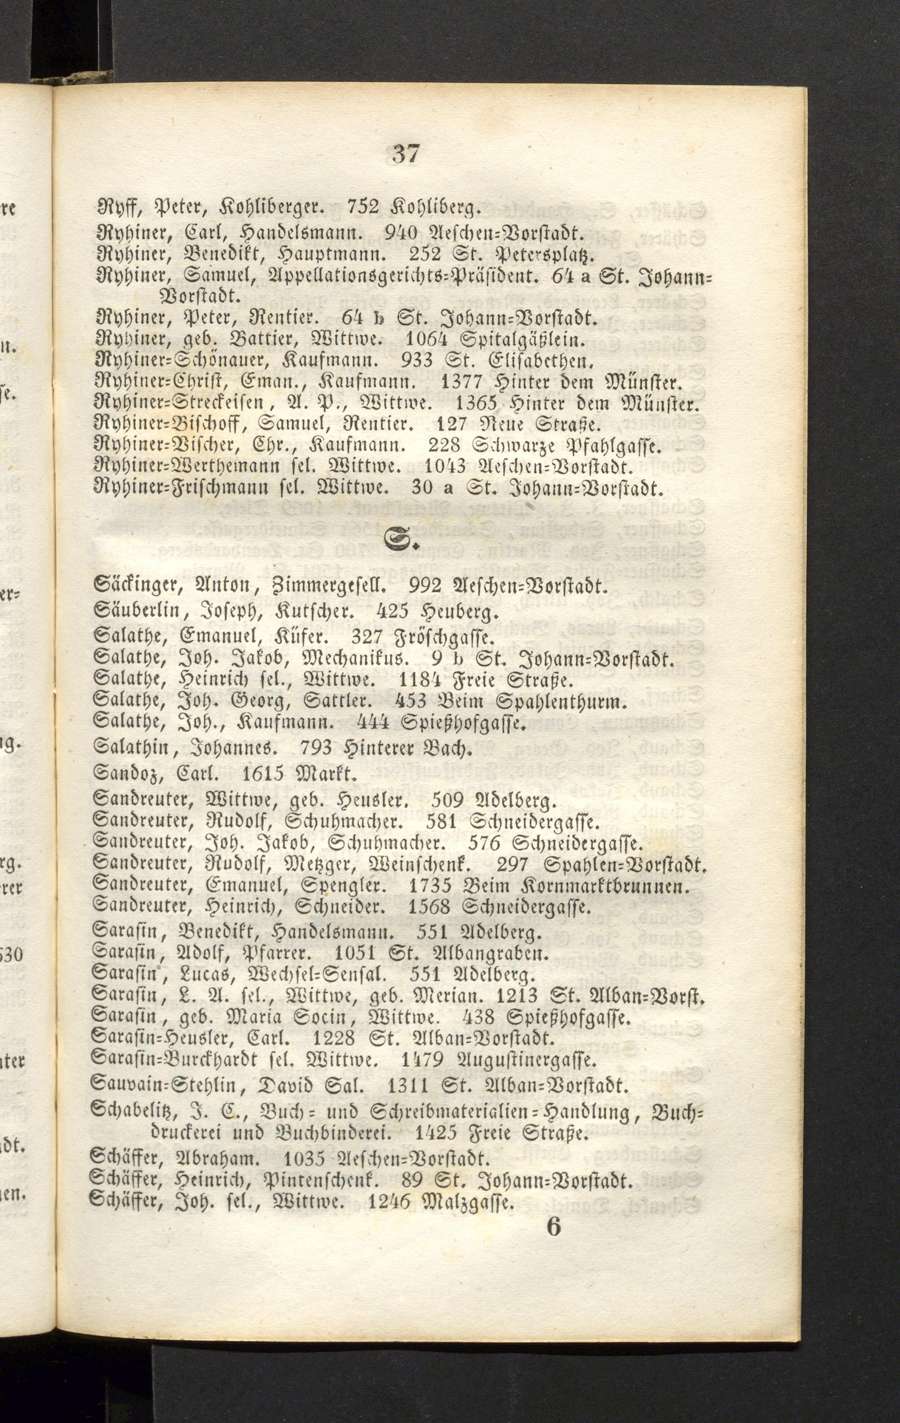 37
Ryff, Peter, Kohliberger. 752 Kohliberg.
Ryhiner, Carl, Handelsmann. 940 Aeschen-Vorstadt.
Ryhiner, Benedikt, Hauptmann. 252 St. Petersplatz.
Ryhiner, Samuel, Appellationsgerichts-Präsident. 64 a St. Johann-
Vorstadt.
Ryhiner, Peter, Rentier. 64 b St. Johann-Vorstadt.
Ryhiner, geb. Battier, Wittwe. 1064 Spitalgäßlein.
Ryhiner-Schönauer, Kaufmann. 933 St. Elisabethen.
Ryhiner-Christ, Eman., Kaufmann. 1377 Hinter dem Münster.
Ryhiner-Streckeisen, A. P., Wittwe. 1365 Hinter dem Münster.
Ryhiner-Bischoff, Samuel, Rentier. 127 Neue Straße.
Ryhiner-Vischer, Chr., Kaufmann. 228 Schwarze Pfahlgasse.
Ryhiner-Werthemann sel. Wittwe. 1043 Aeschen-Vorstadt.
Ryhiner-Frischmann sel. Wittwe. 30 a St. Johann-Vorstadt.
S.
Säckinger, Anton, Zimmergesell. 992 Aeschen-Vorstadt.
Säuberlin, Joseph, Kutscher. 425 Heuberg.
Salathe, Emanuel, Küfer. 327 Fröschgasse.
Salathe, Joh. Jakob, Mechanikus. 9 b St. Johann-Vorstadt.
Salathe, Heinrich sel., Wittwe. 1184 Freie Straße.
Salathe, Joh. Georg, Sattler. 453 Beim Spahlenthurm.
Salathe, Joh., Kaufmann. 444 Spießhofgasse.
Salathin, Johannes. 793 Hinterer Bach.
Sandoz, Carl. 1615 Markt.
Sandreuter, Wittwe, geb. Heusler. 509 Adelberg.
Sandreuter, Rudolf, Schuhmacher. 581 Schneidergasse.
Sandreuter, Joh. Jakob, Schuhmacher. 576 Schneidergasse.
Sandreuter, Rudolf, Metzger, Weinschenk. 297 Spahlen-Vorstadt.
Sandreuter, Emanuel, Spengler. 1735 Beim Kornmarktbrunnen.
Sandreuter, Heinrich, Schneider. 1568 Schneidergasse.
Sarasin, Benedikt, Handelsmann. 551 Adelberg.
Sarasin, Adolf, Pfarrer. 1051 St. Albangraben.
Sarasin, Lucas, Wechsel-Sensal. 551 Adelberg.
Sarasin, L. A. sel., Wittwe, geb. Merian. 1213 St. Alban-Vorst.
Sarasin, geb. Maria Socin, Wittwe. 438 Spießhofgasse.
Sarasin-Heusler, Carl. 1228 St. Alban-Vorstadt.
Sarasin-Burckhardt sel. Wittwe. 1479 Augustinergasse.
Sauvain-Stehlin, David Sal. 1311 St. Alban-Vorstadt.
Schabelitz, J. C., Buch- und Schreibmaterialien-Handlung, Buch-
druckerei und Buchbinderei. 1425 Freie Straße.
Schäffer, Abraham. 1035 Aeschen-Vorstadt.
Schäffer, Heinrich, Pintenschenk. 89 St. Johann-Vorstadt.
Schäffer, Joh. sel., Wittwe. 1246 Malzgasse.
6